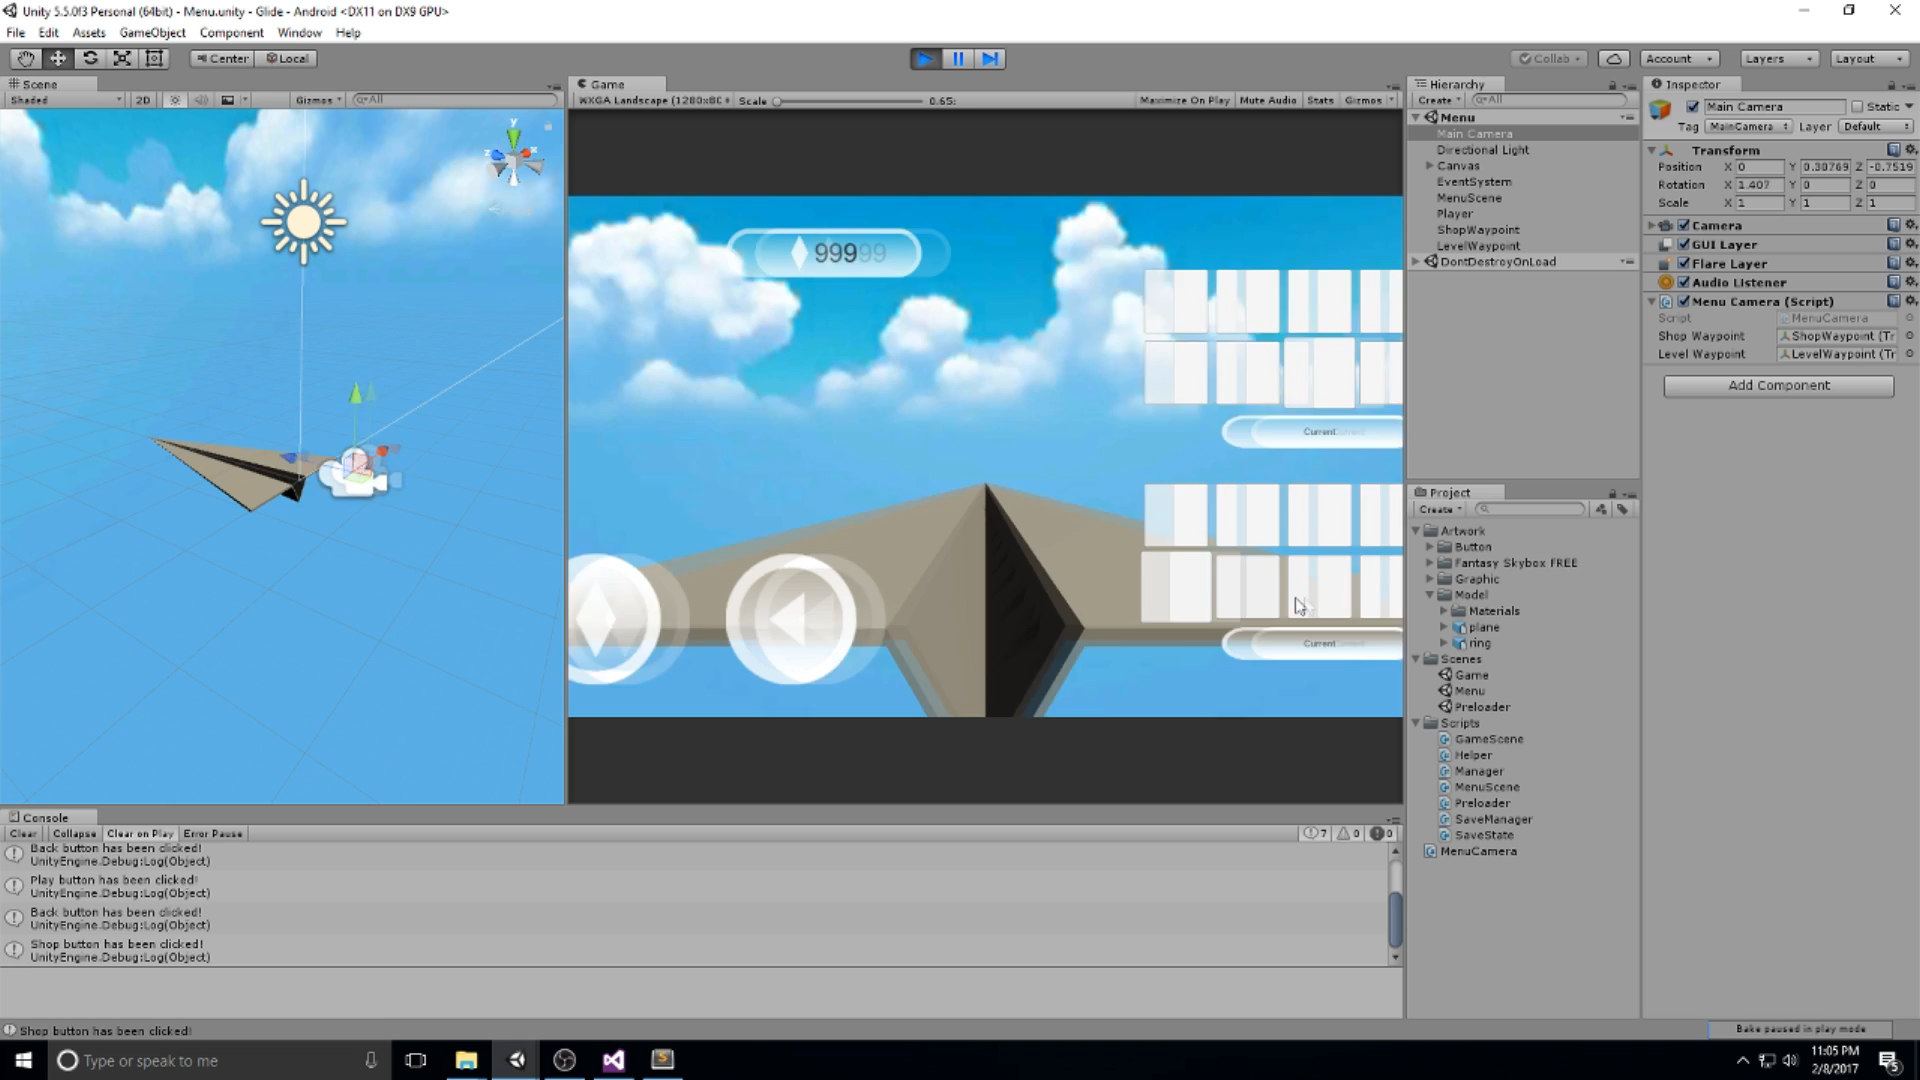 Unity 5.5.0f3 Personal (64bit) - Menu.unity - Glide - Android <DX11 on DX9 GPU>
File Edit Assets GameObject Component Window Help
Center Local
Collab Account Layers Layout
Scene
Shaded 2D Gizmos All
Game
WXGA Landscape (1280x80 Scale 0.65: Maximize On Play Mute Audio Stats Gizmos
99999
Current
Current
Hierarchy
Create All
Menu
Main Camera
Directional Light
Canvas
EventSystem
MenuScene
Player
ShopWaypoint
LevelWaypoint
DontDestroyOnLoad
Project
Create
Artwork
Button
Fantasy Skybox FREE
Graphic
Model
Materials
plane
ring
Scenes
Game
Menu
Preloader
Scripts
GameScene
Helper
Manager
MenuScene
Preloader
SaveManager
SaveState
MenuCamera
Inspector
Main Camera Static
Tag MainCamera Layer Default
Transform
Position X 0 Y 0.30769 Z -0.7519
Rotation X 1.407 Y 0 Z 0
Scale X 1 Y 1 Z 1
Camera
GUI Layer
Flare Layer
Audio Listener
Menu Camera (Script)
Script MenuCamera
Shop Waypoint ShopWaypoint (Tr
Level Waypoint LevelWaypoint (Tr
Add Component
Console
Clear Collapse Clear on Play Error Pause 7 0 0
Back button has been clicked!
UnityEngine.Debug:Log(Object)
Play button has been clicked!
UnityEngine.Debug:Log(Object)
Back button has been clicked!
UnityEngine.Debug:Log(Object)
Shop button has been clicked!
UnityEngine.Debug:Log(Object)
Shop button has been clicked!
Bake paused in play mode
Type or speak to me
11:05 PM
2/8/2017
5